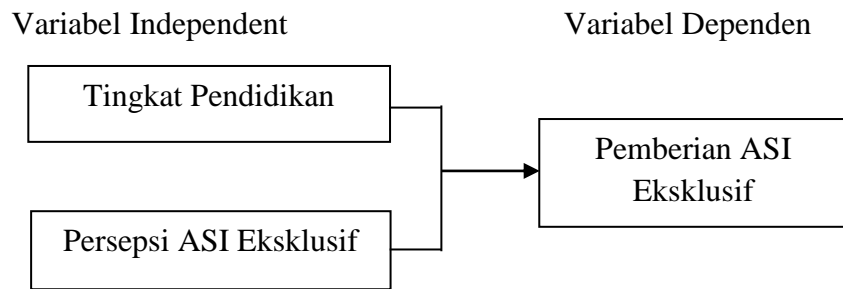 Variabel Independent
Variabel Dependen
Tingkat Pendidikan
Pemberian ASI
Eksklusif
Persepsi ASI Eksklusif